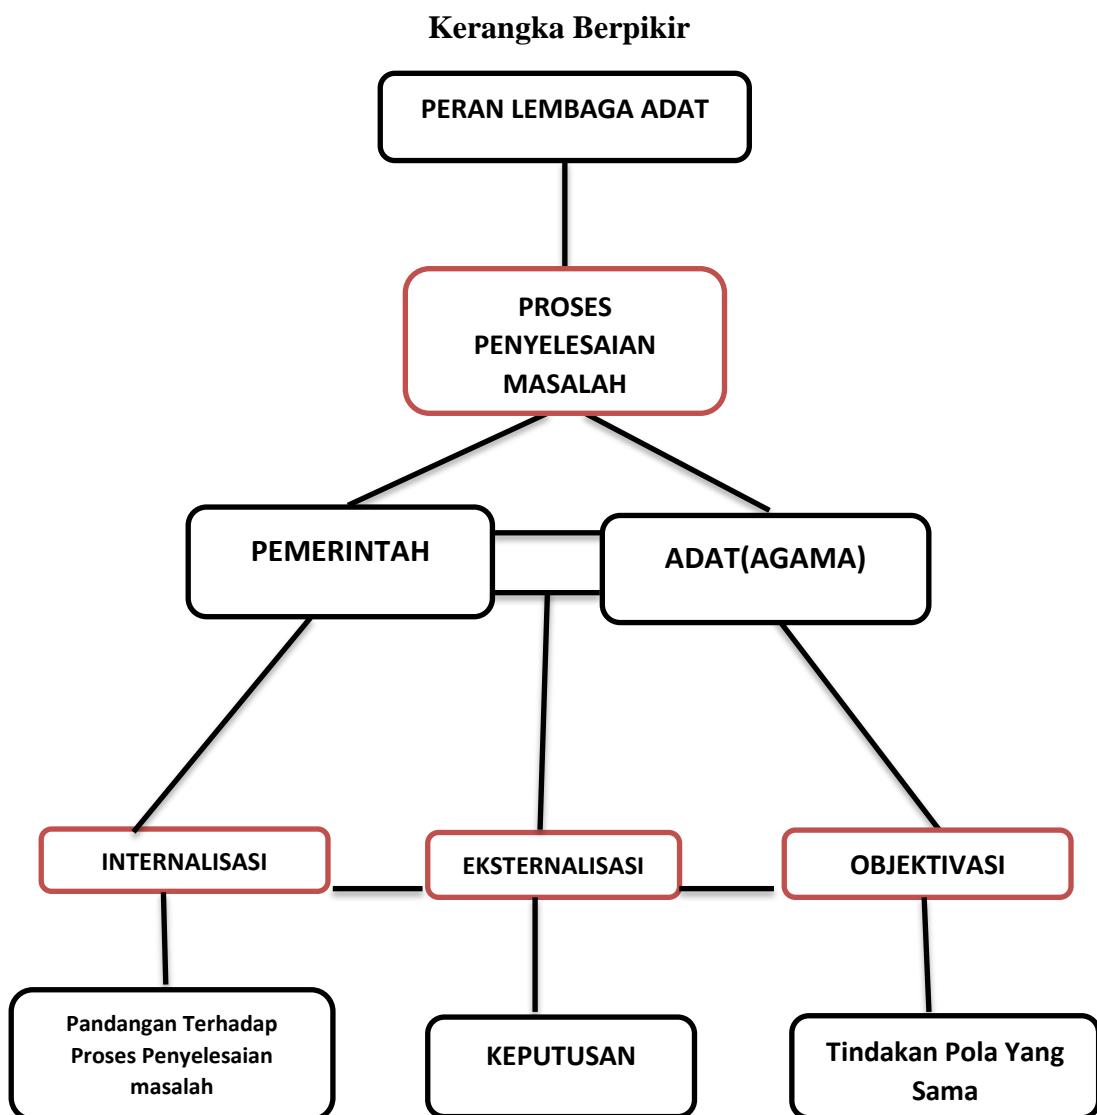 Kerangka Berpikir
PERAN LEMBAGA ADAT
PROSES
PENYELESAIAN
MASALAH
PEMERINTAH
ADAT(AGAMA)
INTERNALISASI
EKSTERNALISASI
OBJEKTIVASI
Pandangan Terhadap
Proses Penyelesaian
masalah
KEPUTUSAN
Tindakan Pola Yang
Sama